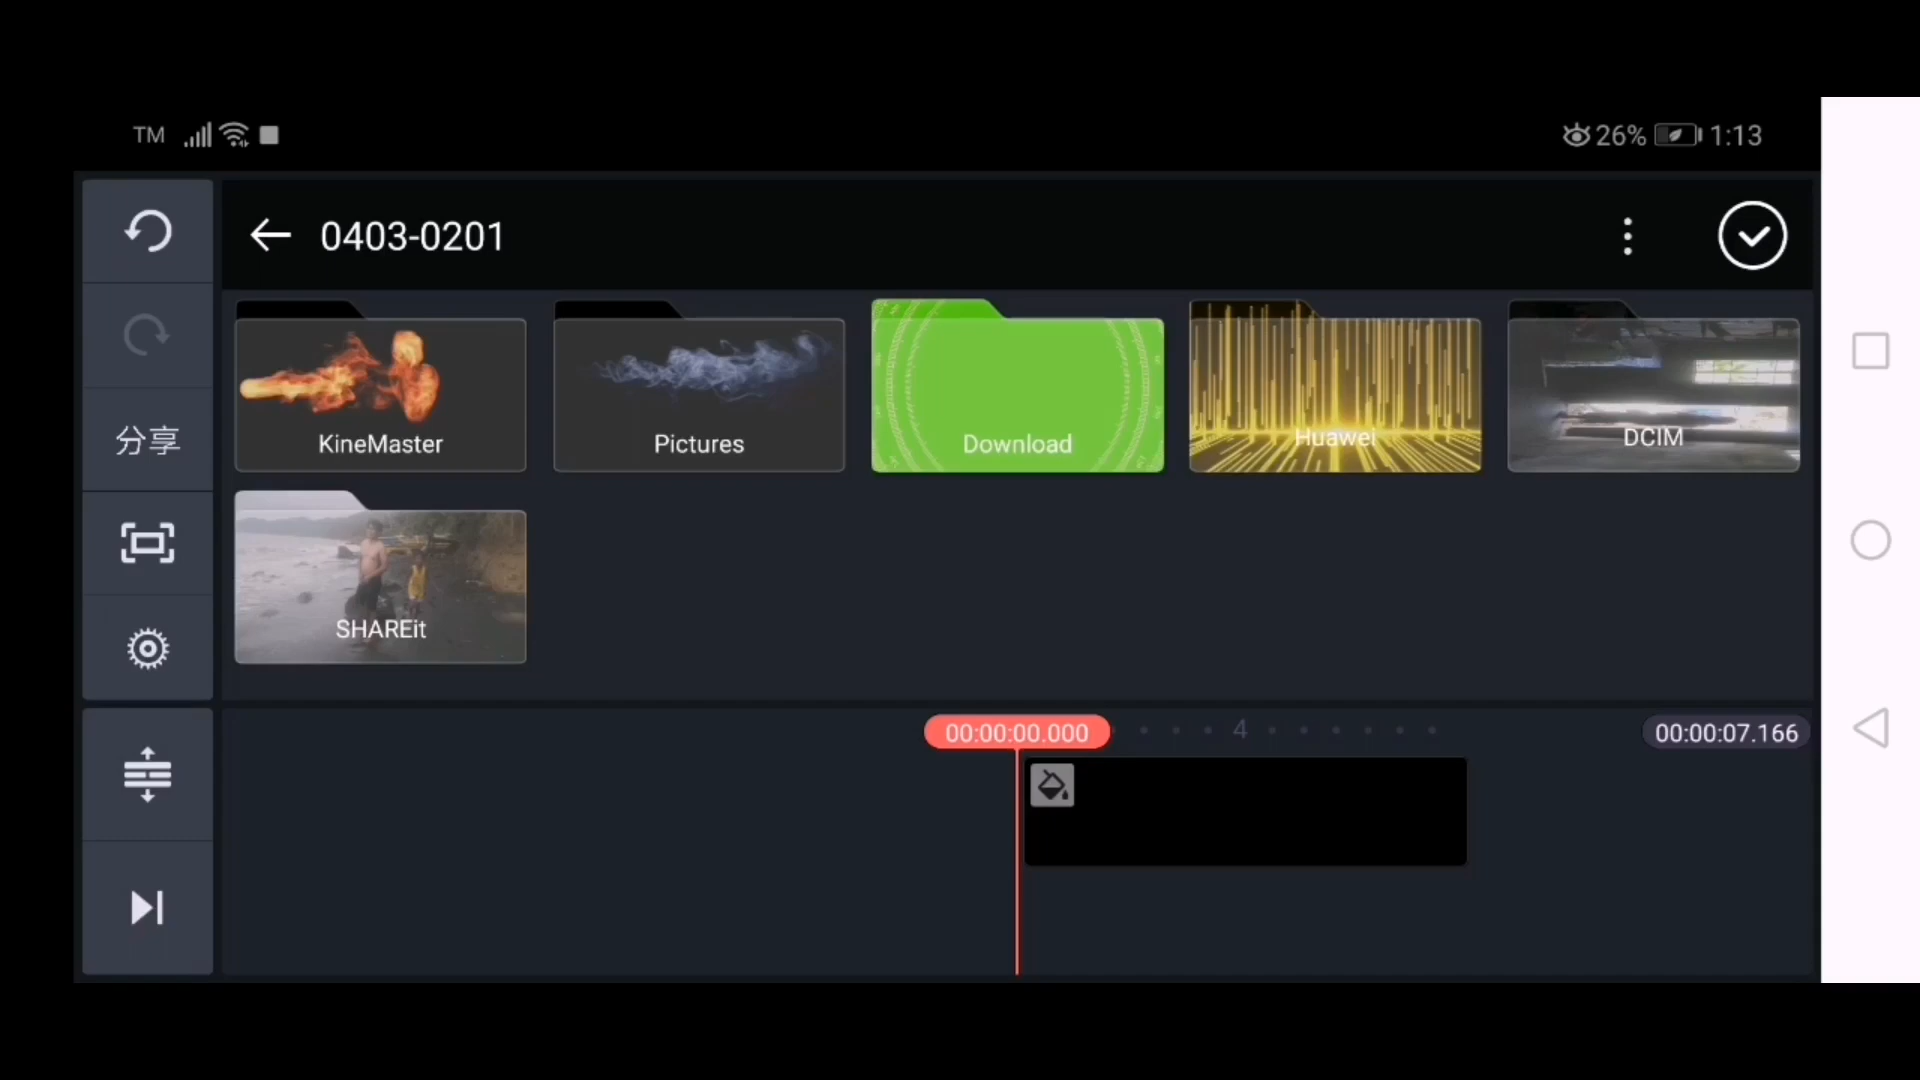 TM
26% 1:13
0403-0201
KineMaster
Pictures
Download
Huawei
DCIM
分享
SHAREit
00:00:00.000
4
00:00:07.166